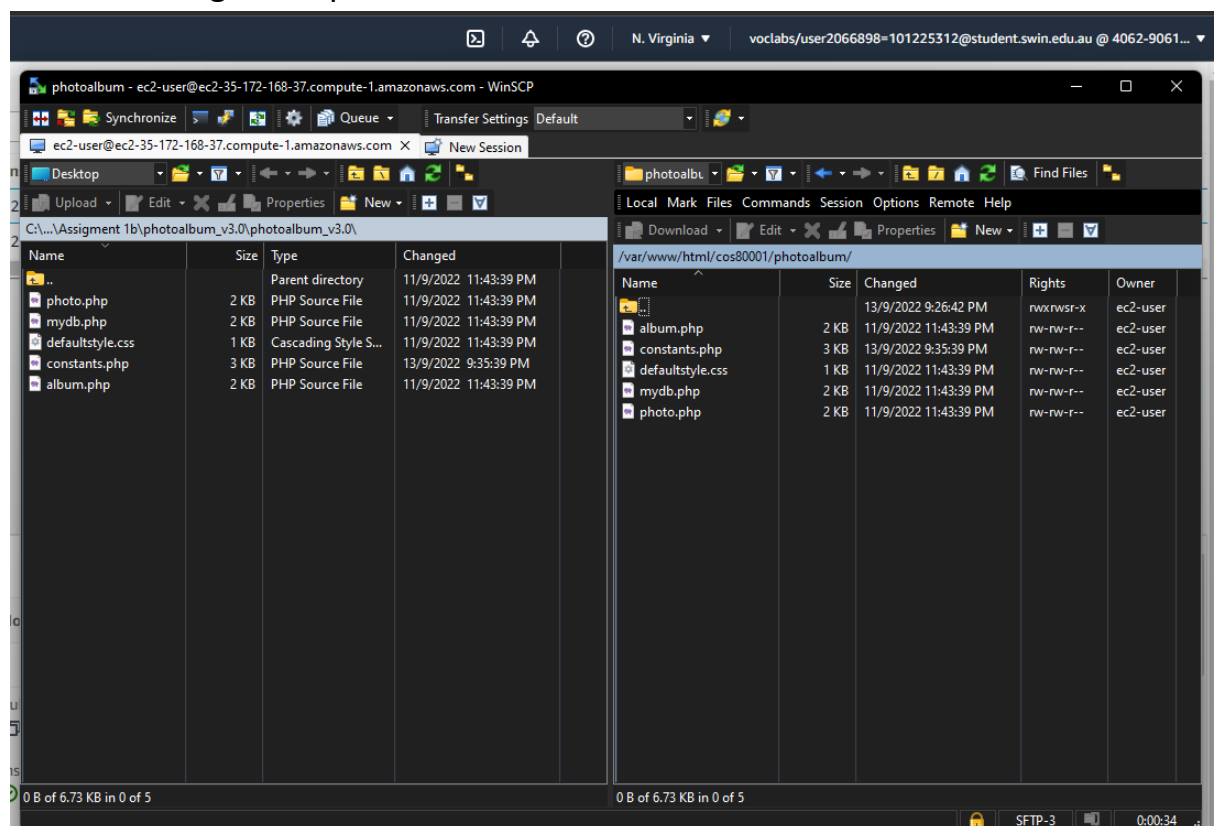 N. Virginia ▼ voclabs/user2066898=101225312@student.swin.edu.au @ 4062-9061... ▼
photoalbum - ec2-user@ec2-35-172-168-37.compute-1.amazonaws.com - WinSCP
Synchronize Queue Transfer Settings Default
ec2-user@ec2-35-172-168-37.compute-1.amazonaws.com X New Session
Desktop
Upload Edit Properties New
C:\...\Assigment 1b\photoalbum_v3.0\photoalbum_v3.0\
Name Size Type Changed
.. Parent directory 11/9/2022 11:43:39 PM
photo.php 2 KB PHP Source File 11/9/2022 11:43:39 PM
mydb.php 2 KB PHP Source File 11/9/2022 11:43:39 PM
defaultstyle.css 1 KB Cascading Style S... 11/9/2022 11:43:39 PM
constants.php 3 KB PHP Source File 13/9/2022 9:35:39 PM
album.php 2 KB PHP Source File 11/9/2022 11:43:39 PM
0 B of 6.73 KB in 0 of 5
photoalbu Find Files
Local Mark Files Commands Session Options Remote Help
Download Edit Properties New
/var/www/html/cos80001/photoalbum/
Name Size Changed Rights Owner
.. 13/9/2022 9:26:42 PM rwxrwsr-x ec2-user
album.php 2 KB 11/9/2022 11:43:39 PM rw-rw-r-- ec2-user
constants.php 3 KB 13/9/2022 9:35:39 PM rw-rw-r-- ec2-user
defaultstyle.css 1 KB 11/9/2022 11:43:39 PM rw-rw-r-- ec2-user
mydb.php 2 KB 11/9/2022 11:43:39 PM rw-rw-r-- ec2-user
photo.php 2 KB 11/9/2022 11:43:39 PM rw-rw-r-- ec2-user
0 B of 6.73 KB in 0 of 5
SFTP-3 0:00:34